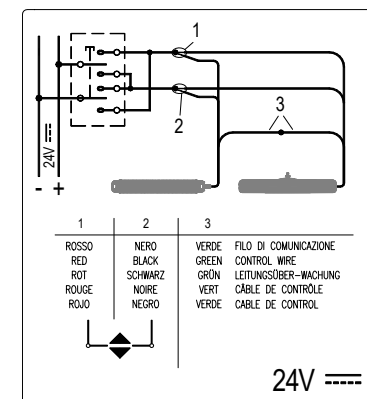 1
2
3
24V
- +
1 2 3
ROSSO NERO VERDE FILO DI COMUNICAZIONE
RED BLACK GREEN CONTROL WIRE
ROT SCHWARZ GRÜN LEITUNGSÜBER-WACHUNG
ROUGE NOIRE VERT CÂBLE DE CONTRÔLE
ROJO NEGRO VERDE CABLE DE CONTROL
24V